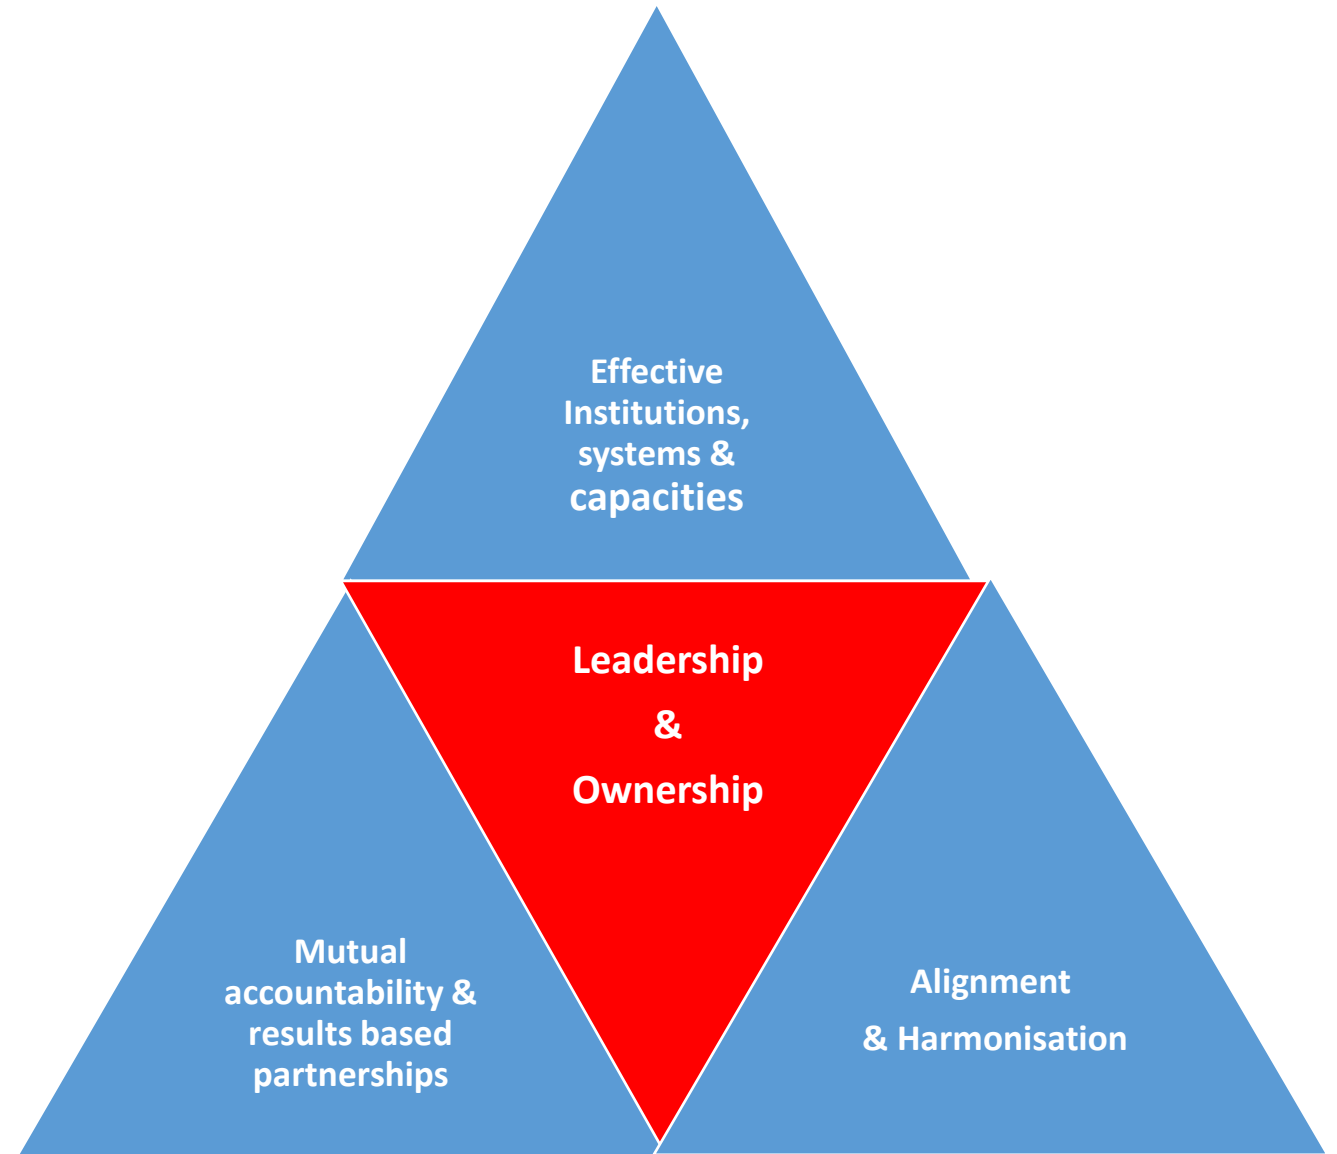 Effective
Institutions,
systems &
capacities
Leadership
&
Ownership
Mutual
accountability &
results based
partnerships
Alignment
& Harmonisation